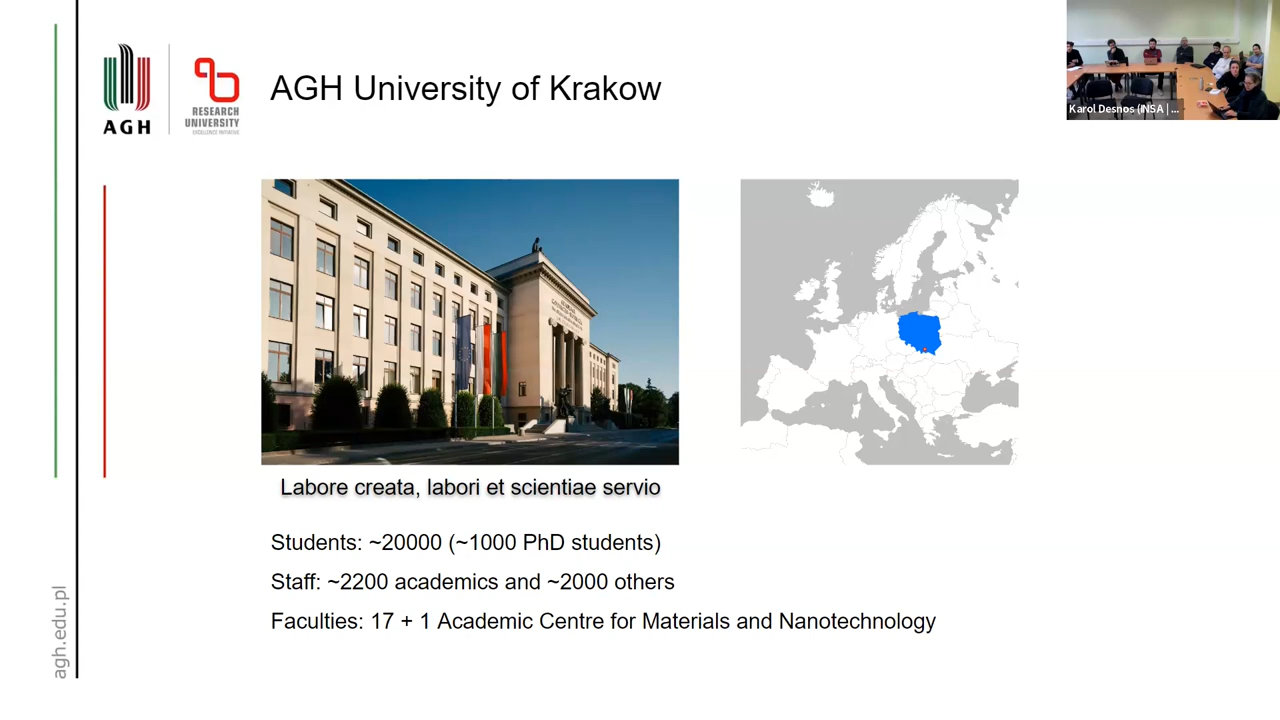 AGH
RESEARCH
UNIVERSITY
EXCELLENCE INITIATIVE
AGH University of Krakow
Karol Desnos (INSA | ...
Labore creata, labori et scientiae servio
Students: ~20000 (~1000 PhD students)
Staff: ~2200 academics and ~2000 others
Faculties: 17 + 1 Academic Centre for Materials and Nanotechnology
agh.edu.pl